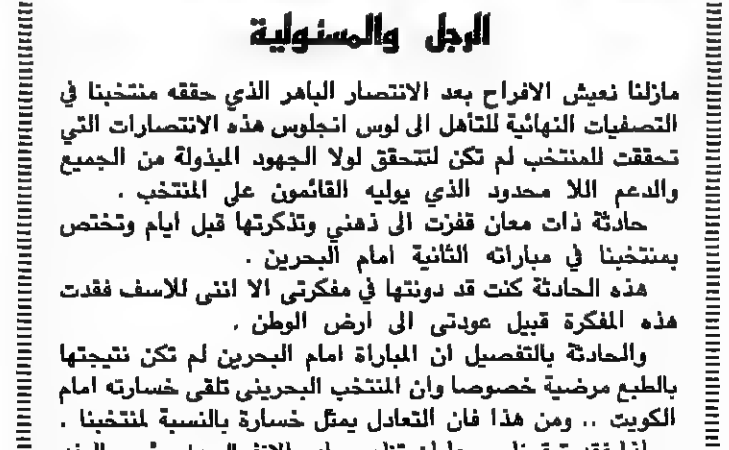 الرجل والمسئولية
مازلنا نعيش الافراح بعد الانتصار الباهر الذي حققه منتخبنا في
التصفيات النهائية للتأهل الى لوس انجلوس هذه الانتصارات التي
تحققت للمنتخب لم تكن لتتحقق لولا الجهود المبذولة من الجميع
والدعم اللا محدود الذي يوليه القائمون على المنتخب .
حادثة ذات معان قفزت الى ذهني وتذكرتها قبل ايام وتختص
بمنتخبنا في مباراته الثانية امام البحرين .
هذه الحادثة كنت قد دونتها في مفكرتى الا اننى للأسف فقدت
هذه المفكرة قبيل عودتى الى ارض الوطن .
والحادثة بالتفصيل ان المباراة امام البحرين لم تكن نتيجتها
بالطبع مرضية خصوصا وان المنتخب البحرينى تلقى خسارته امام
الكويت .. ومن هذا فان التعادل يمثل خسارة بالنسبة لمنتخبنا .